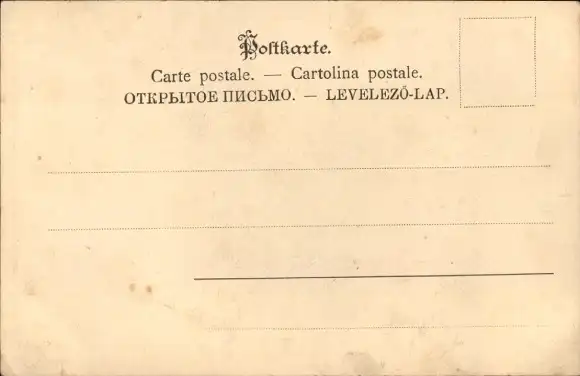 Postkarte.
Carte postale. — Cartolina postale.
ОТКРЫТОЕ ПИСЬМО. — LEVELEZŐ-LAP.